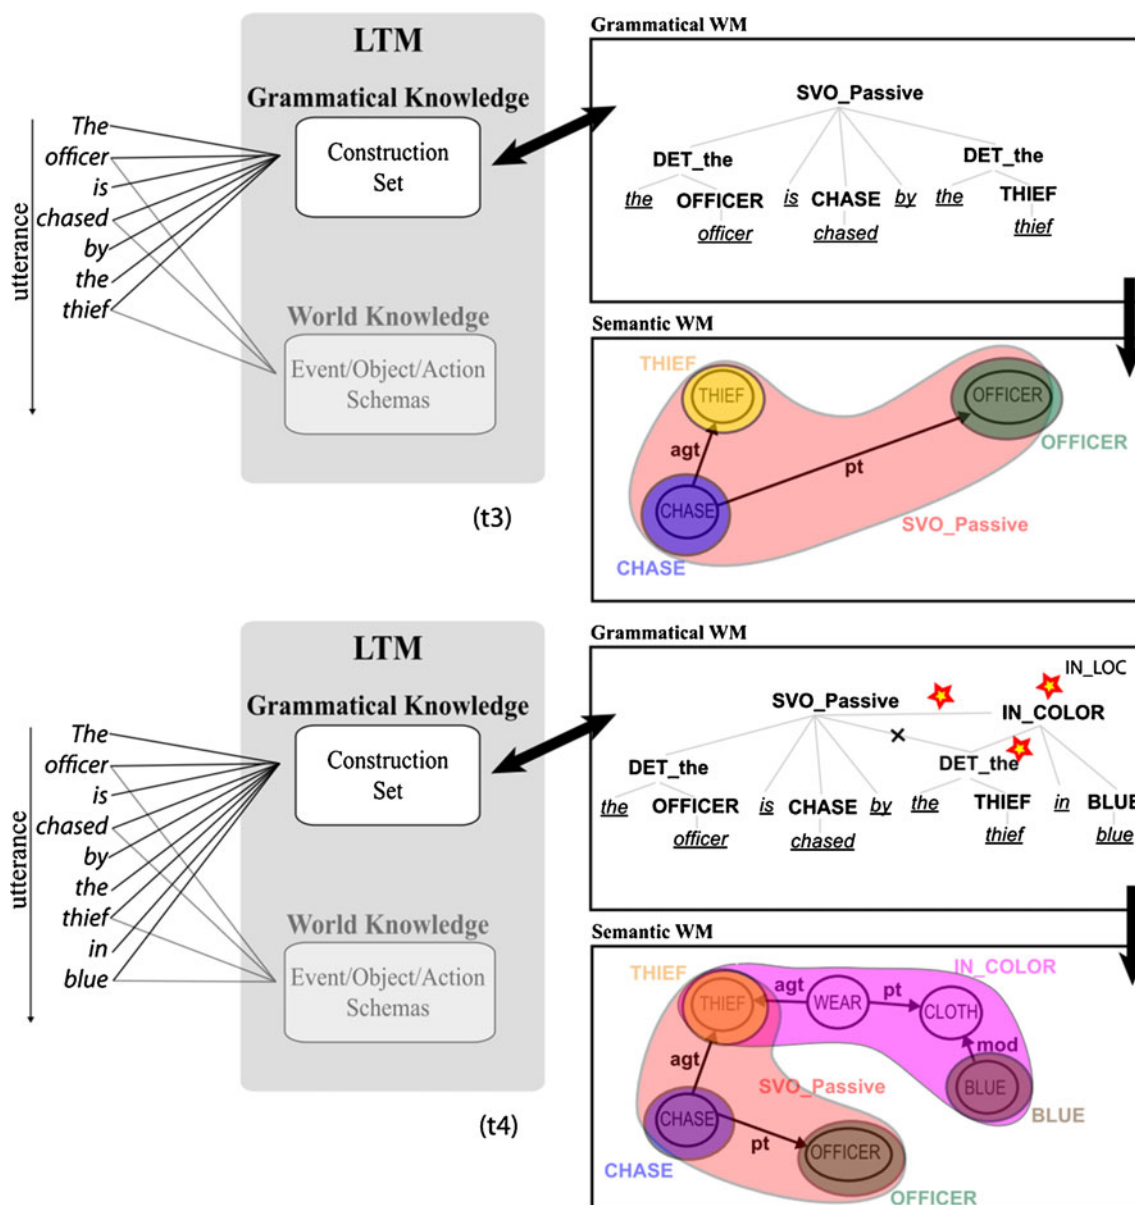 LTM
Grammatical Knowledge
Construction
Set
World Knowledge
Event/Object/Action
Schemas
utterance
The
officer
is
chased
by
the
thief
(t3)
Grammatical WM
SVO_Passive
DET_the
DET_the
the OFFICER is CHASE by the THIEF
officer chased thief
Semantic WM
THIEF
THIEF
OFFICER
OFFICER
agt
pt
CHASE
SVO_Passive
CHASE
LTM
Grammatical Knowledge
Construction
Set
World Knowledge
Event/Object/Action
Schemas
utterance
The
officer
is
chased
by
the
thief
in
blue
(t4)
Grammatical WM
IN_LOC
SVO_Passive
IN_COLOR
×
DET_the
DET_the
the OFFICER is CHASE by the THIEF in BLUE
officer chased thief blue
Semantic WM
THIEF
IN_COLOR
THIEF
agt
WEAR
pt
CLOTH
agt
mod
SVO_Passive
BLUE
BLUE
CHASE
pt
OFFICER
CHASE
OFFICER